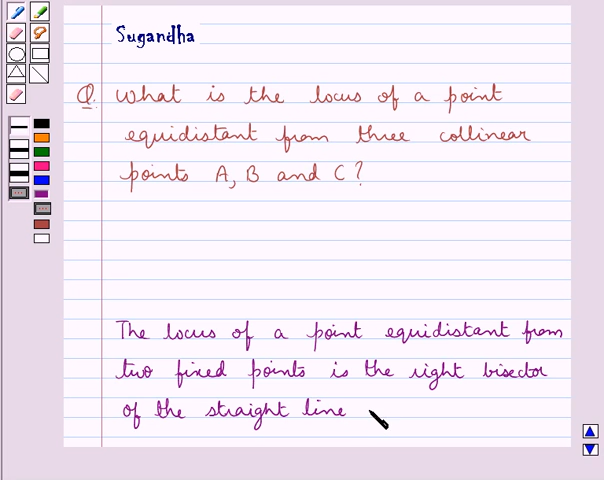 Sugandha
Q. What is the locus of a point
equidistant from three collinear
points A, B and C?
The locus of a point equidistant from
two fixed points is the right bisector
of the straight line